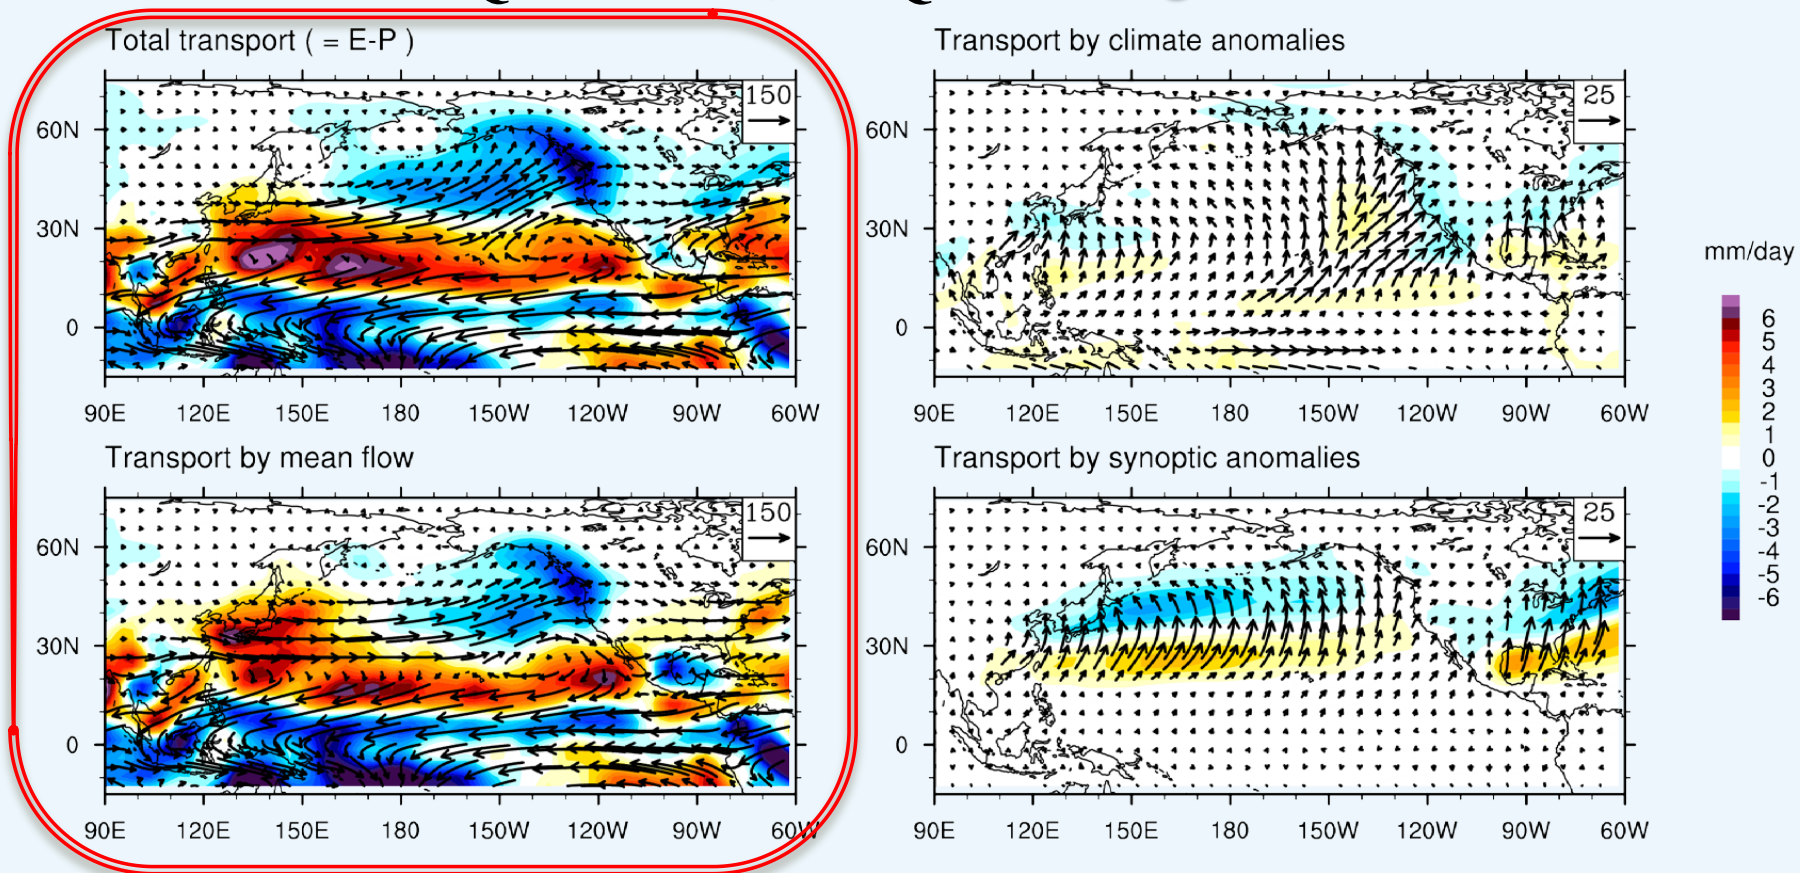 Total transport ( = E-P )
150
60N
30N
0
90E 120E 150E 180 150W 120W 90W 60W
Transport by climate anomalies
25
60N
30N
0
90E 120E 150E 180 150W 120W 90W 60W
Transport by mean flow
150
60N
30N
0
90E 120E 150E 180 150W 120W 90W 60W
Transport by synoptic anomalies
25
60N
30N
0
90E 120E 150E 180 150W 120W 90W 60W
mm/day
6
5
4
3
2
1
0
-1
-2
-3
-4
-5
-6